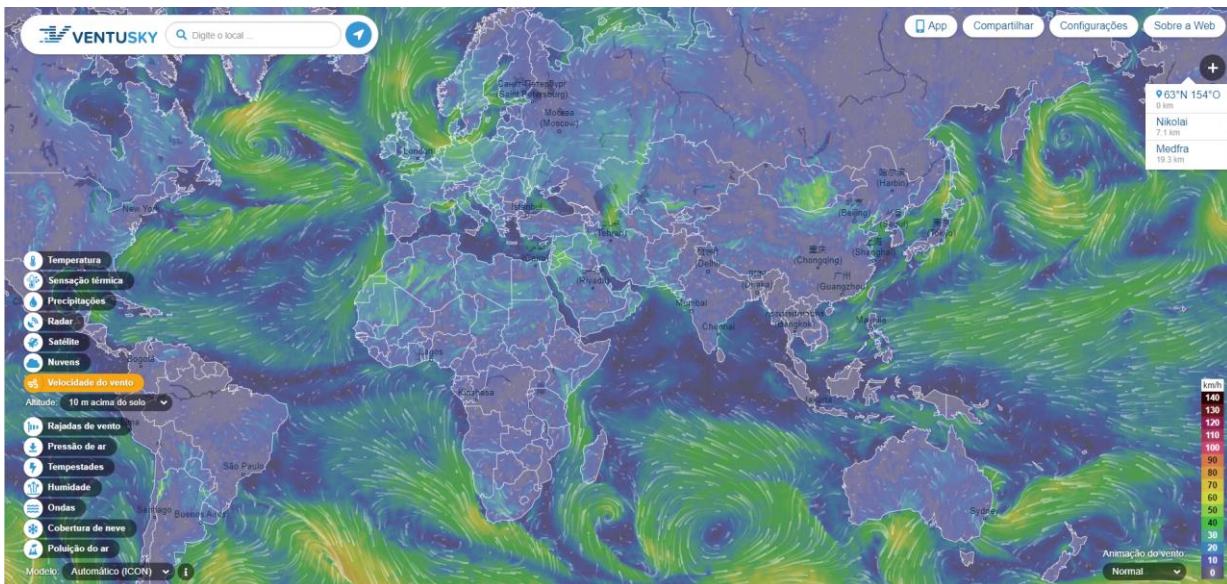 VENTUSKY
Digite o local ...
App
Compartilhar
Configurações
Sobre a Web
+
63°N 154°O
0 km
Nikolai
7.1 km
Medfra
19.3 km
(Saint Petersburg)
Москва
(Moscow)
London
New York
Istanbul
Tehran
(Cairo)
(Riyadh)
(Delhi)
(Dhaka)
Mumbai
Chennai
(Bangkok)
Manila
哈尔滨
(Harbin)
北京
(Beijing)
(Seoul)
東京
(Tokyo)
上海
(Shanghai)
重庆
(Chongqing)
广州
(Guangzhou)
Lagos
Kinshasa
Jakarta
Bogotá
São Paulo
Santiago
Buenos Aires
Sydney
Temperatura
Sensação térmica
Precipitações
Radar
Satélite
Nuvens
Velocidade do vento
Altitude: 10 m acima do solo
Rajadas de vento
Pressão de ar
Tempestades
Humidade
Ondas
Cobertura de neve
Poluição do ar
Modelo: Automático (ICON)
i
km/h
140
130
120
110
100
90
80
70
60
50
40
30
20
10
0
Animação do vento:
Normal